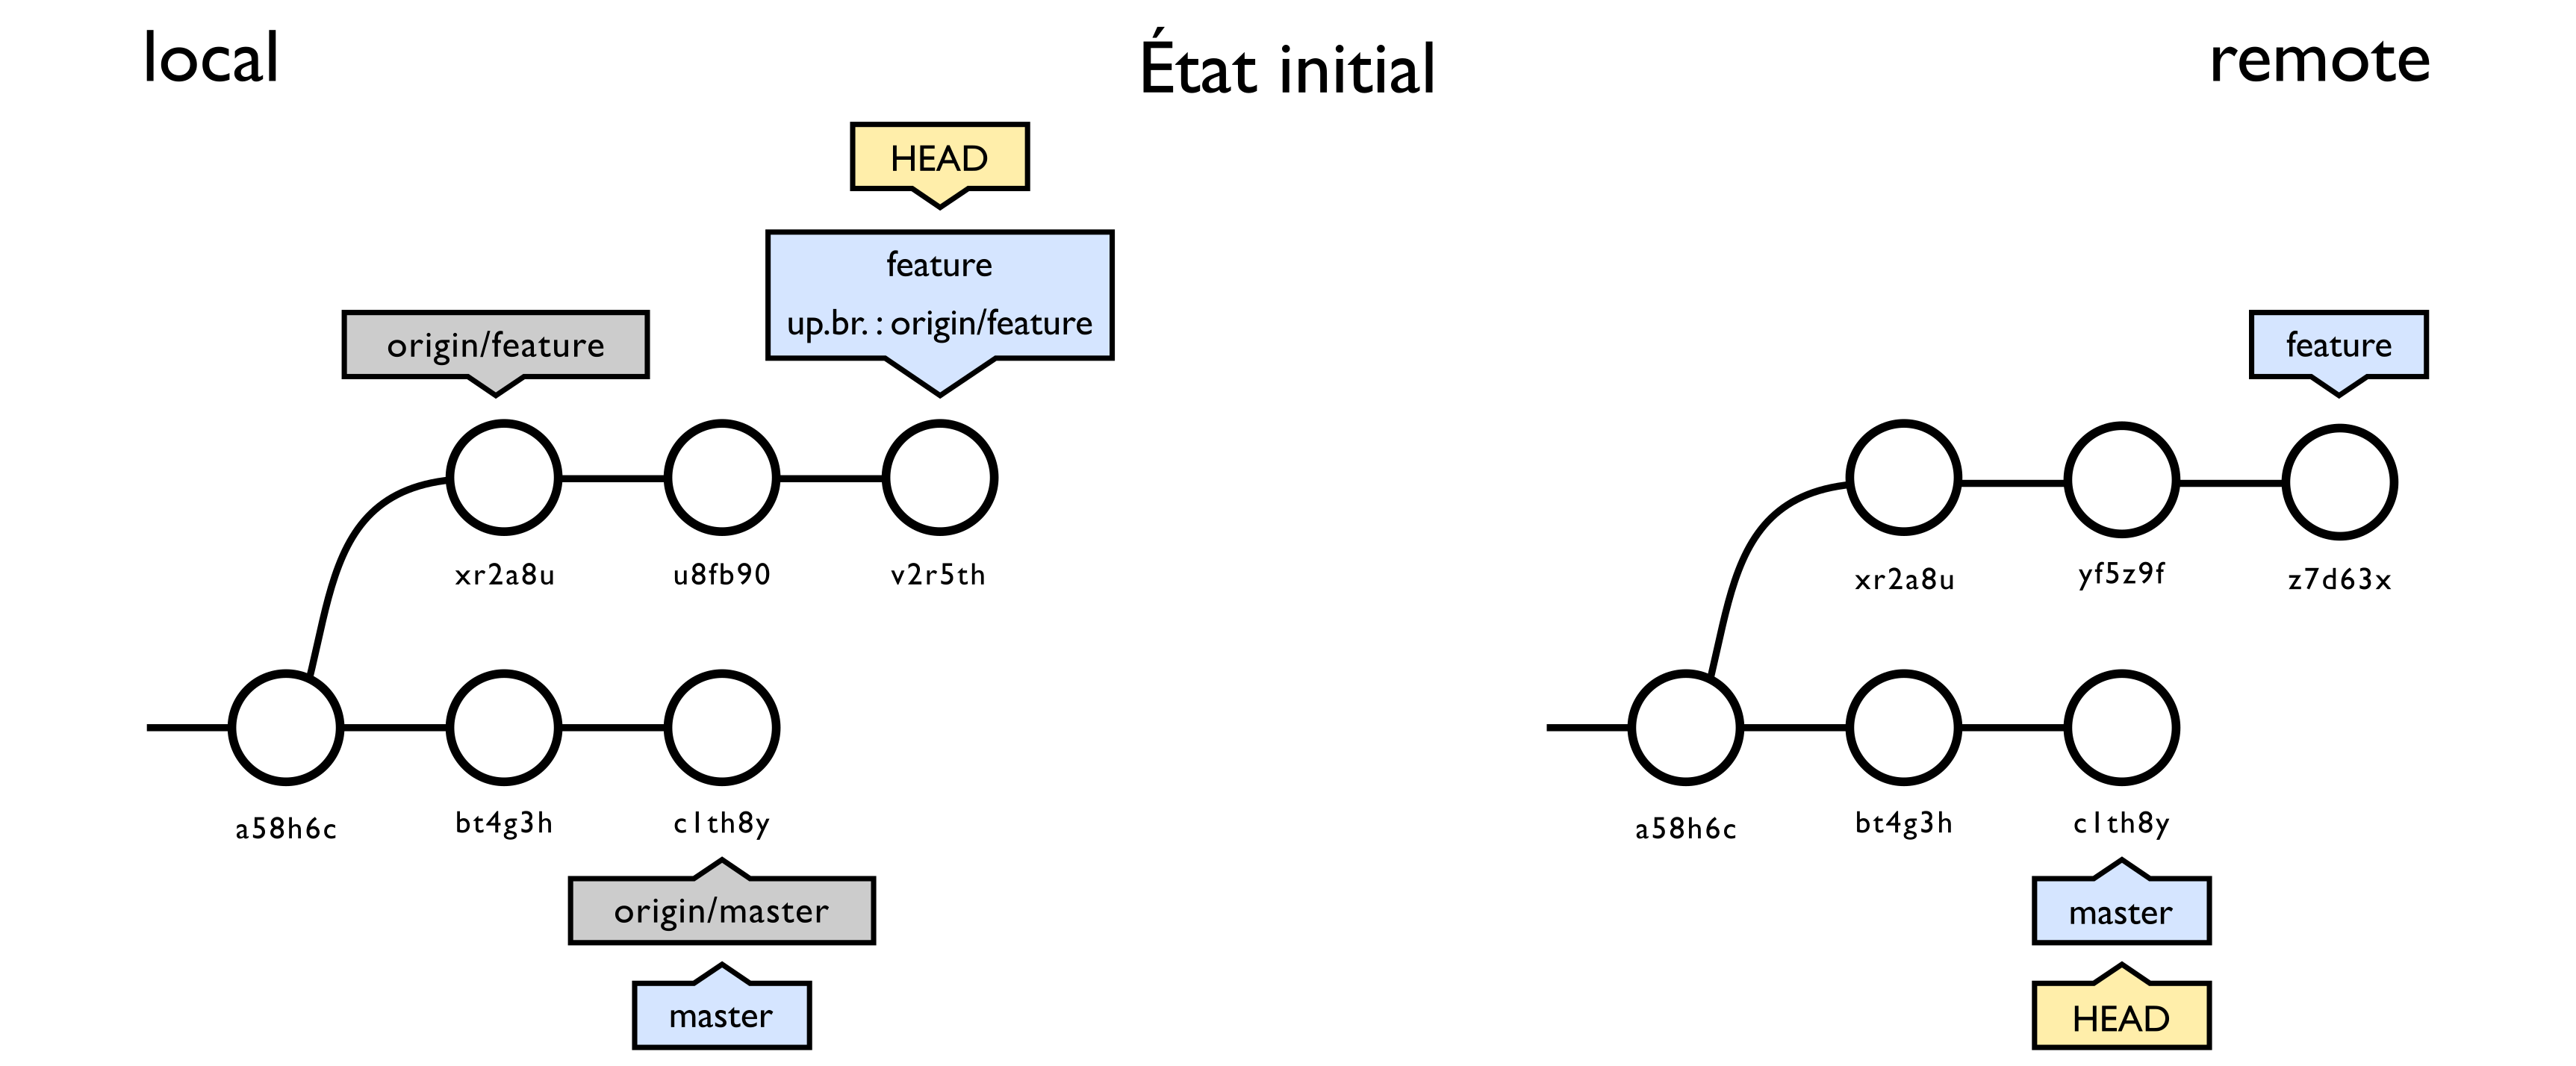 local
État initial
remote
HEAD
feature
up.br. : origin/feature
origin/feature
feature
xr2a8u
u8fb90
v2r5th
xr2a8u
yf5z9f
z7d63x
a58h6c
bt4g3h
c1th8y
a58h6c
bt4g3h
c1th8y
origin/master
master
master
HEAD